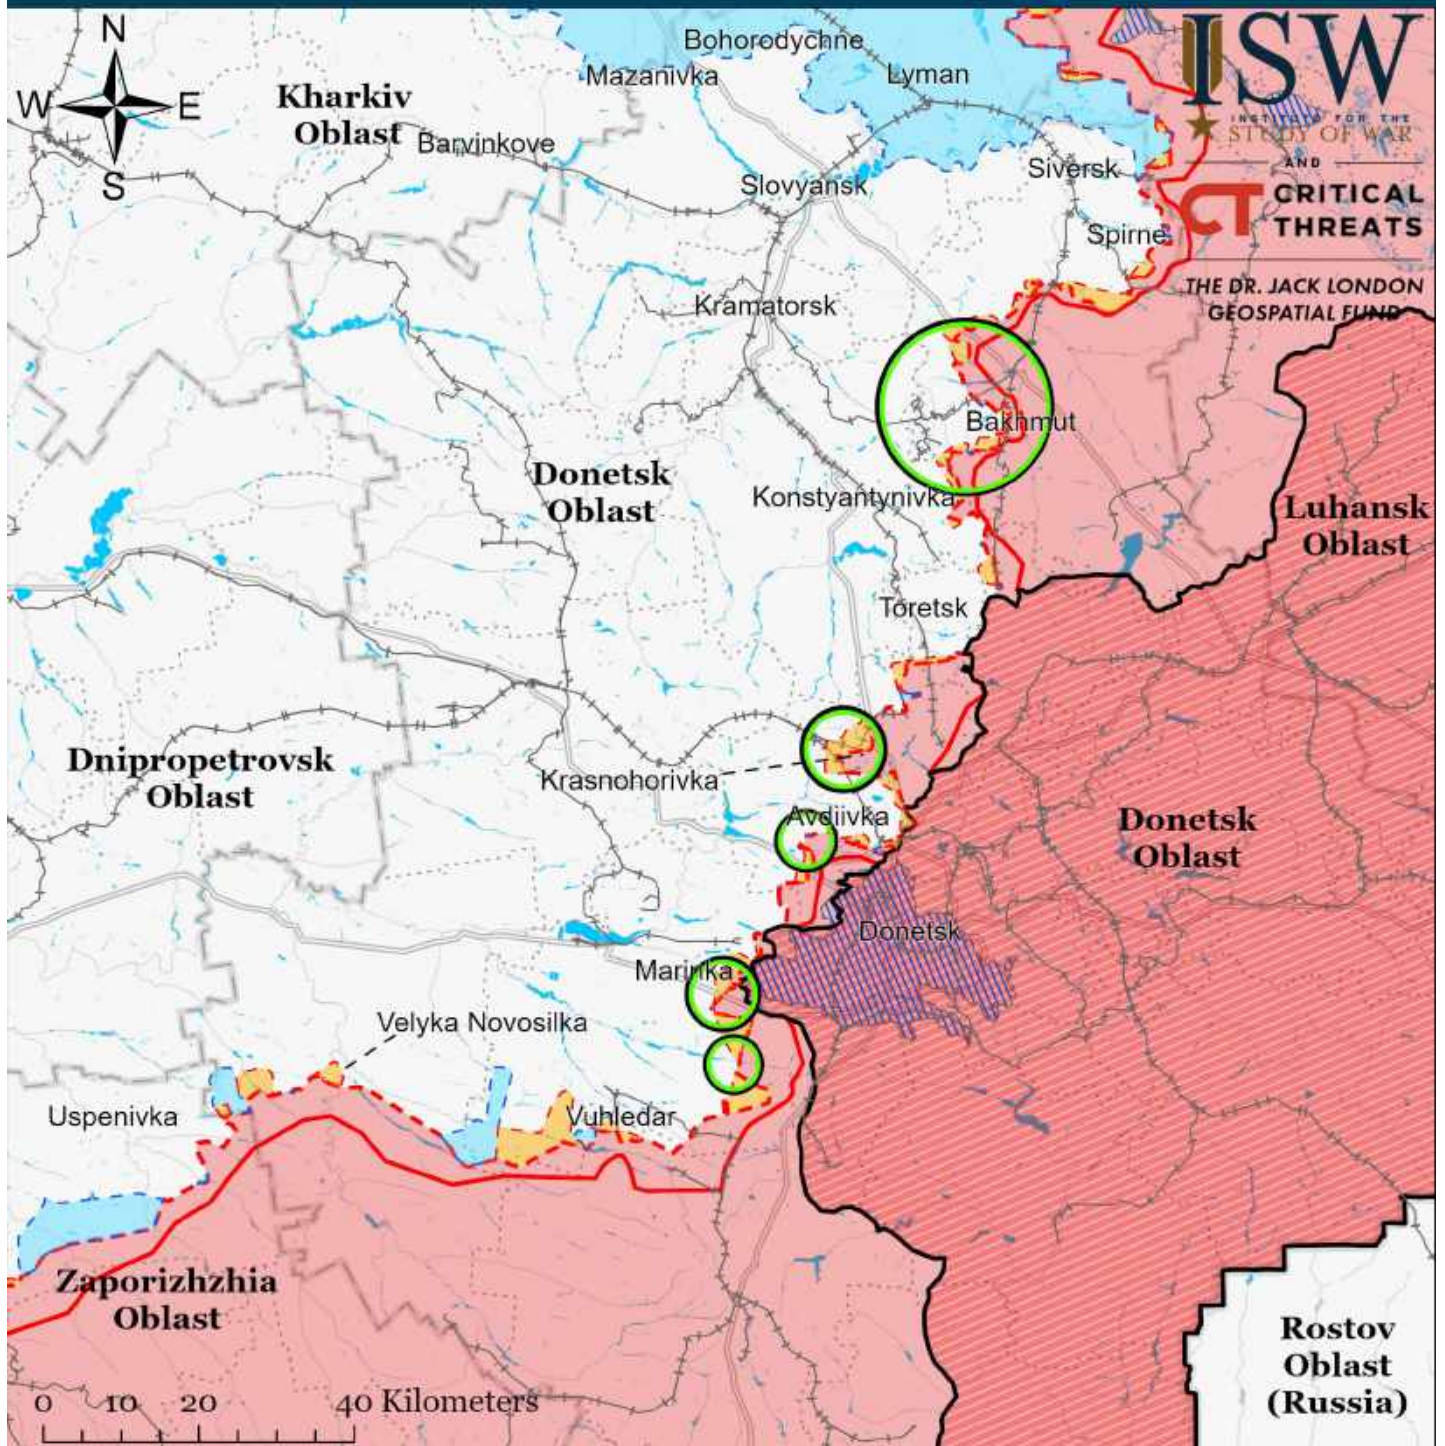 N
W
E
S
Kharkiv
Oblast
Bohorodychne
Mazanivka
Lyman
Barvinkove
Slovyansk
Siversk
Spirne
ISW
INSTITUTE FOR THE
STUDY OF WAR
AND
CT CRITICAL
THREATS
THE DR. JACK LONDON
GEOSPATIAL FUND
Kramatorsk
Bakhmut
Donetsk
Oblast
Konstyantynivka
Luhansk
Oblast
Toretsk
Dnipropetrovsk
Oblast
Krasnohorivka
Avdiivka
Donetsk
Oblast
Donetsk
Marinka
Velyka Novosilka
Uspenivka
Vuhledar
Zaporizhzhia
Oblast
Rostov
Oblast
(Russia)
0 10 20 40 Kilometers